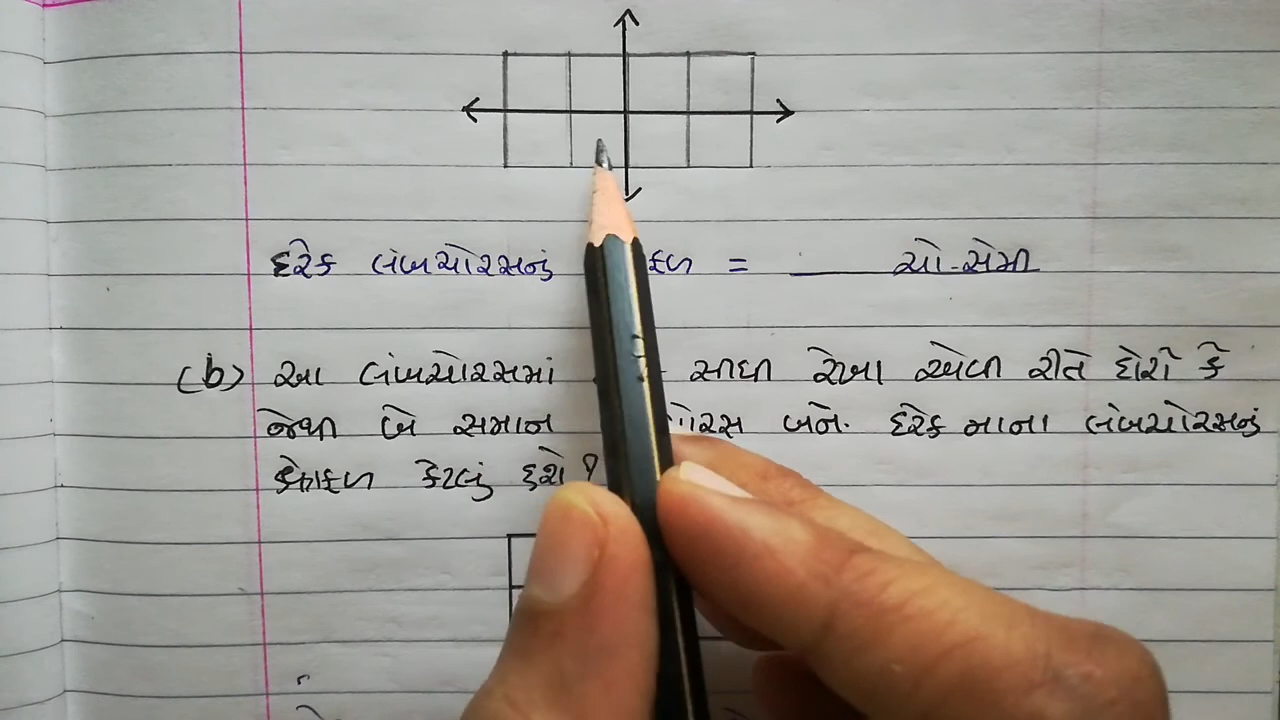 દરેક લંબચોરસનું ફળ = ____ ચો.સેમી
(b) આ લંબચોરસમાં સીધી રેખા એવી રીતે દોરો કે
જેથી બે સમાન ચોરસ બને. દરેક નાના લંબચોરસનું
ક્ષેત્રફળ કેટલું હશે?